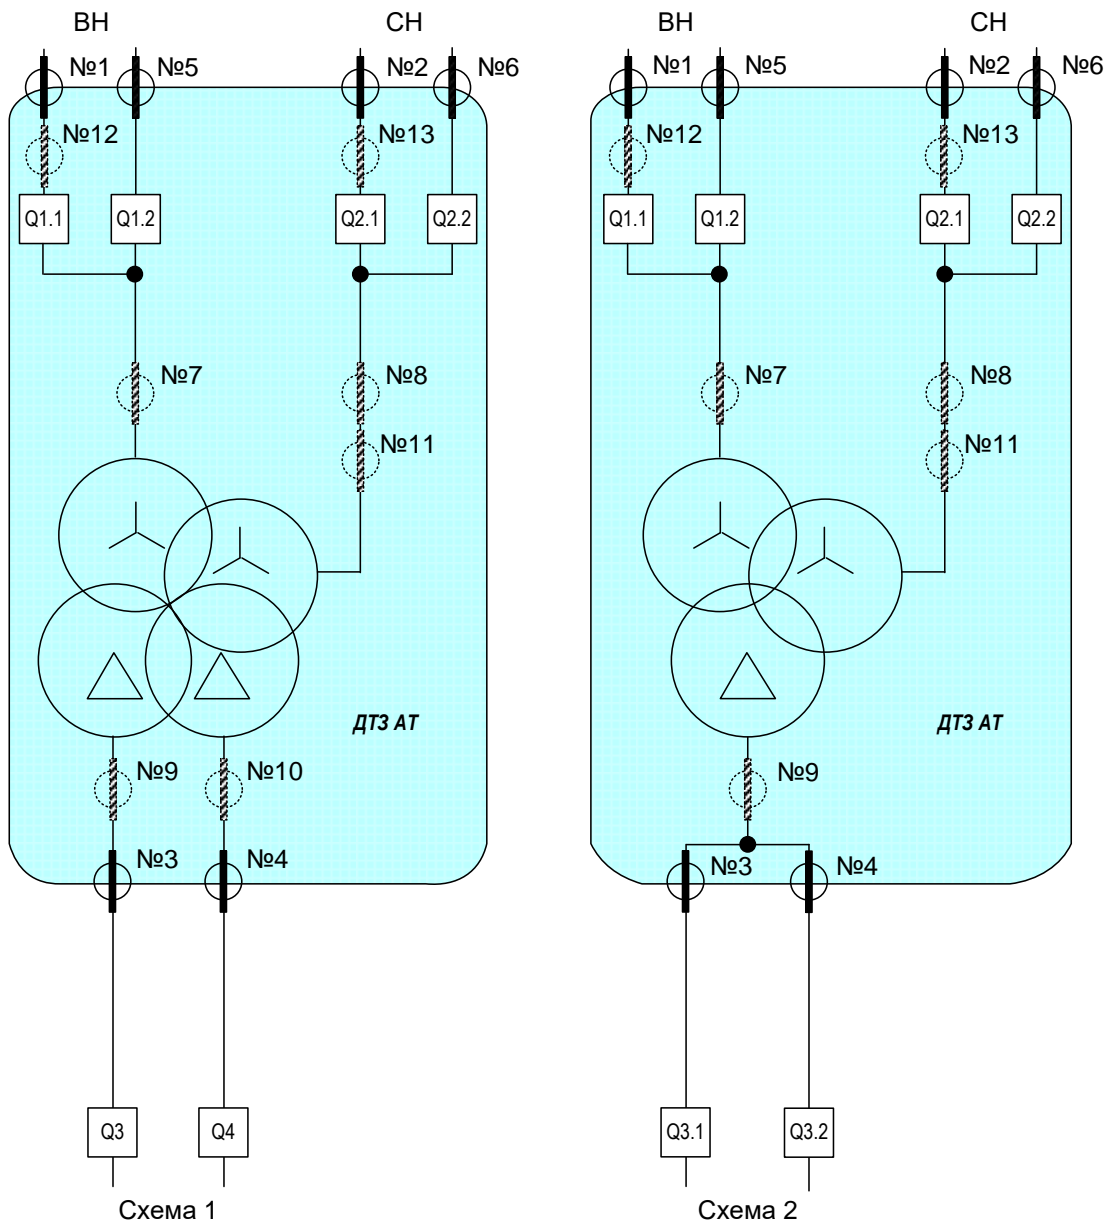 ВН СН ВН СН
№1 №5 №2 №6 №1 №5 №2 №6
№12 №13 №12 №13
Q1.1 Q1.2 Q2.1 Q2.2 Q1.1 Q1.2 Q2.1 Q2.2
№7 №8 №7 №8
№11 №11
ДТЗ АТ ДТЗ АТ
№9 №10 №9
№3 №4 №3 №4
Q3 Q4 Q3.1 Q3.2
Схема 1 Схема 2